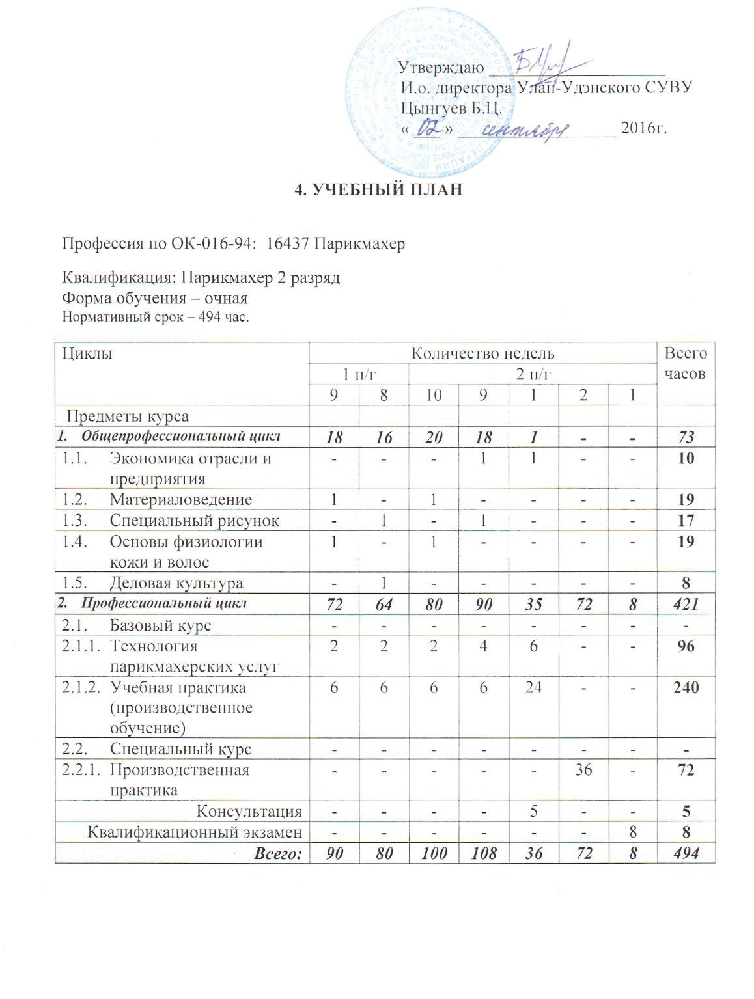 Утверждаю
И.о. директора Улан-Удэнского СУВУ
Цынгуев Б.Ц.
« 02 » сентября 2016г.
4. УЧЕБНЫЙ ПЛАН
Профессия по ОК-016-94: 16437 Парикмахер
Квалификация: Парикмахер 2 разряд
Форма обучения – очная
Нормативный срок – 494 час.
Циклы Количество недель Всего часов
1 п/г 2 п/г
9 8 10 9 1 2 1
Предметы курса
1. Общепрофессиональный цикл 18 16 20 18 1 - - 73
1.1. Экономика отрасли и - - - 1 1 - - 10
предприятия
1.2. Материаловедение 1 - 1 - - - - 19
1.3. Специальный рисунок - 1 - 1 - - - 17
1.4. Основы физиологии 1 - 1 - - - - 19
кожи и волос
1.5. Деловая культура - 1 - - - - - 8
2. Профессиональный цикл 72 64 80 90 35 72 8 421
2.1. Базовый курс - - - - - - - -
2.1.1. Технология 2 2 2 4 6 - - 96
парикмахерских услуг
2.1.2. Учебная практика 6 6 6 6 24 - - 240
(производственное
обучение)
2.2. Специальный курс - - - - - - - -
2.2.1. Производственная - - - - - 36 - 72
практика
Консультация - - - - 5 - - 5
Квалификационный экзамен - - - - - - 8 8
Всего: 90 80 100 108 36 72 8 494